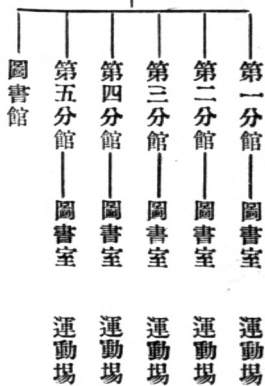 第一分館 圖書室 運動場
第二分館 圖書室 運動場
第三分館 圖書室 運動場
第四分館 圖書室 運動場
第五分館 圖書室 運動場
圖書館